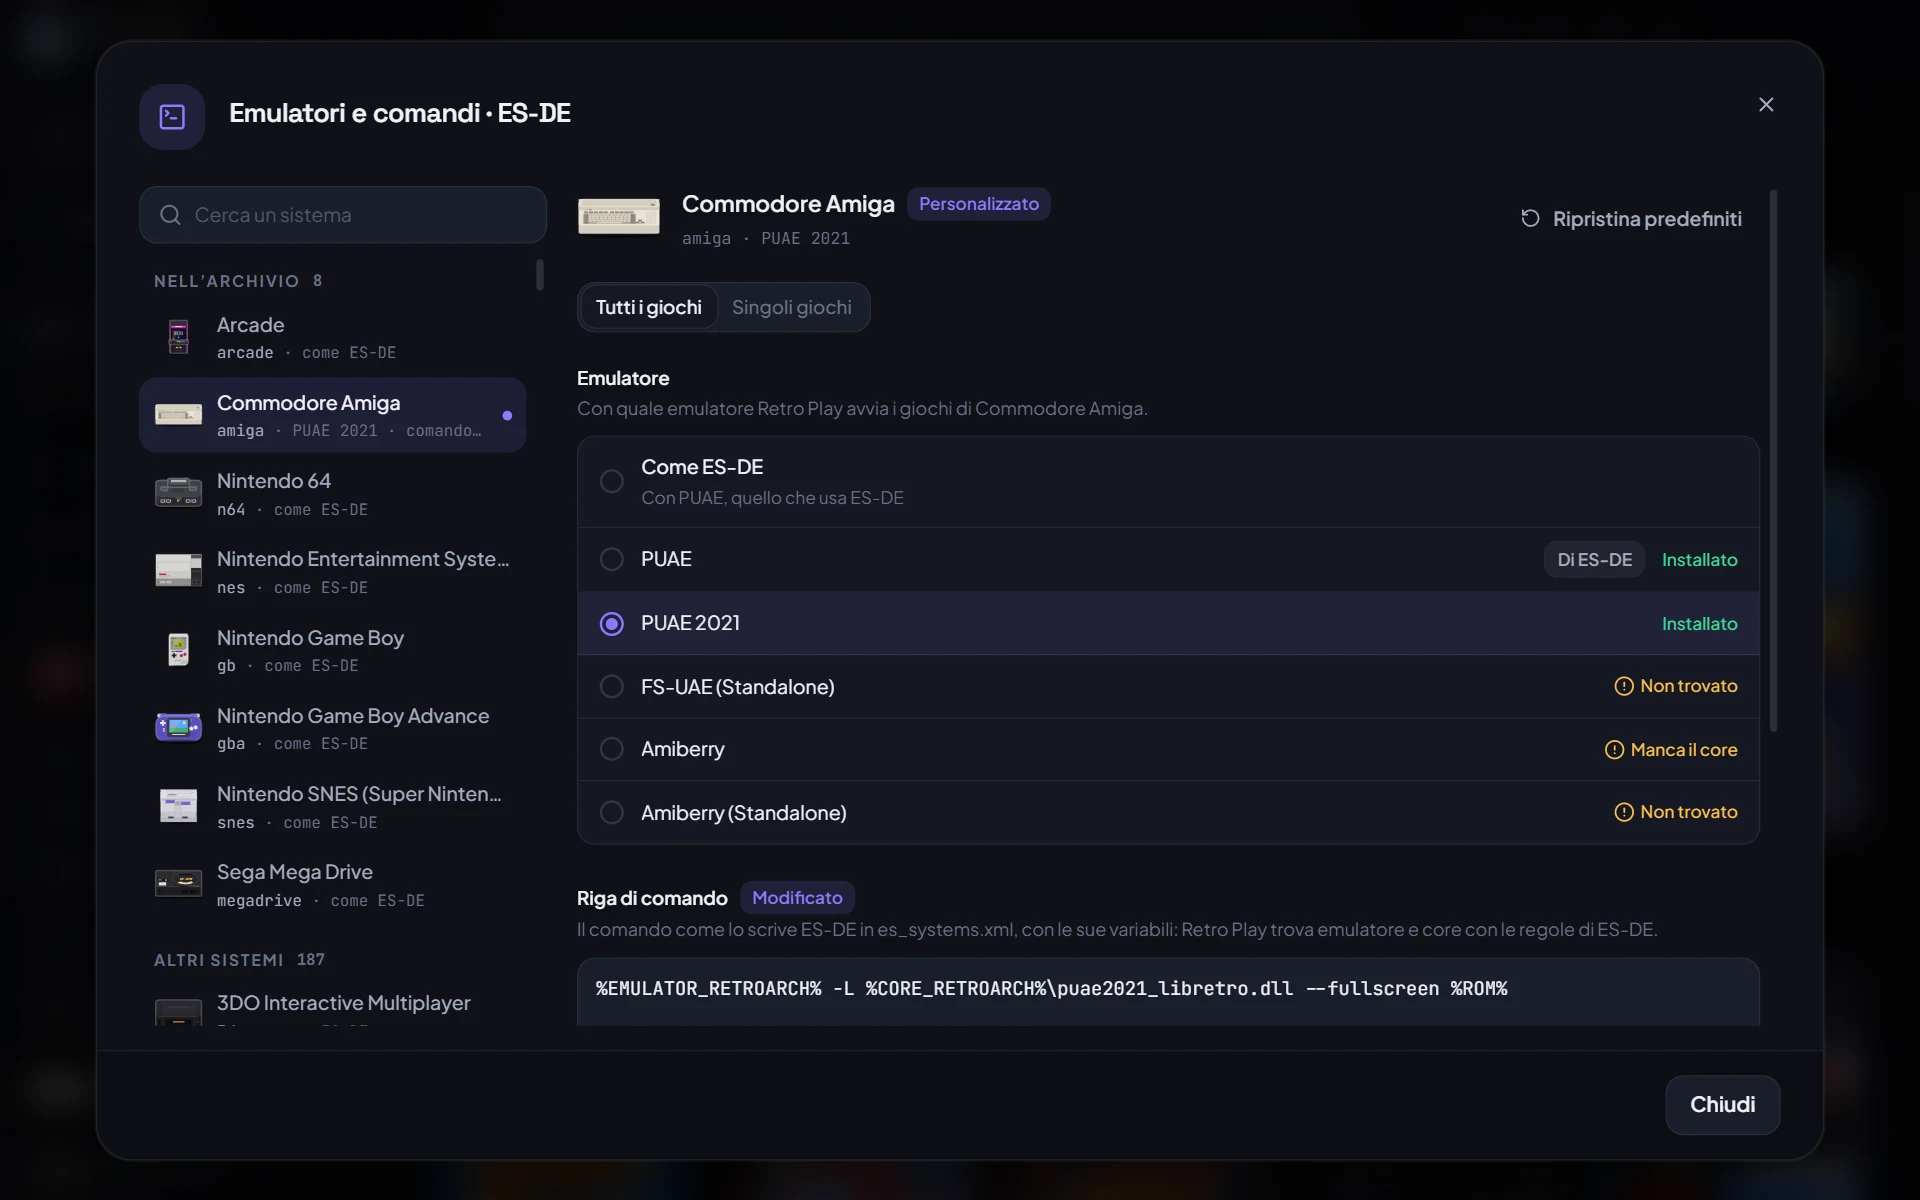 Emulatori e comandi · ES-DE
Cerca un sistema
NELL'ARCHIVIO 8
Arcade
arcade · come ES-DE
Commodore Amiga
amiga · PUAE 2021 · comando…
Nintendo 64
n64 · come ES-DE
Nintendo Entertainment Syste…
nes · come ES-DE
Nintendo Game Boy
gb · come ES-DE
Nintendo Game Boy Advance
gba · come ES-DE
Nintendo SNES (Super Ninten…
snes · come ES-DE
Sega Mega Drive
megadrive · come ES-DE
ALTRI SISTEMI 187
3DO Interactive Multiplayer
Commodore Amiga Personalizzato
amiga · PUAE 2021
Ripristina predefiniti
Tutti i giochi Singoli giochi
Emulatore
Con quale emulatore Retro Play avvia i giochi di Commodore Amiga.
Come ES-DE
Con PUAE, quello che usa ES-DE
PUAE Di ES-DE Installato
PUAE 2021 Installato
FS-UAE (Standalone) Non trovato
Amiberry Manca il core
Amiberry (Standalone) Non trovato
Riga di comando Modificato
Il comando come lo scrive ES-DE in es_systems.xml, con le sue variabili: Retro Play trova emulatore e core con le regole di ES-DE.
%EMULATOR_RETROARCH% -L %CORE_RETROARCH%\puae2021_libretro.dll --fullscreen %ROM%
Chiudi